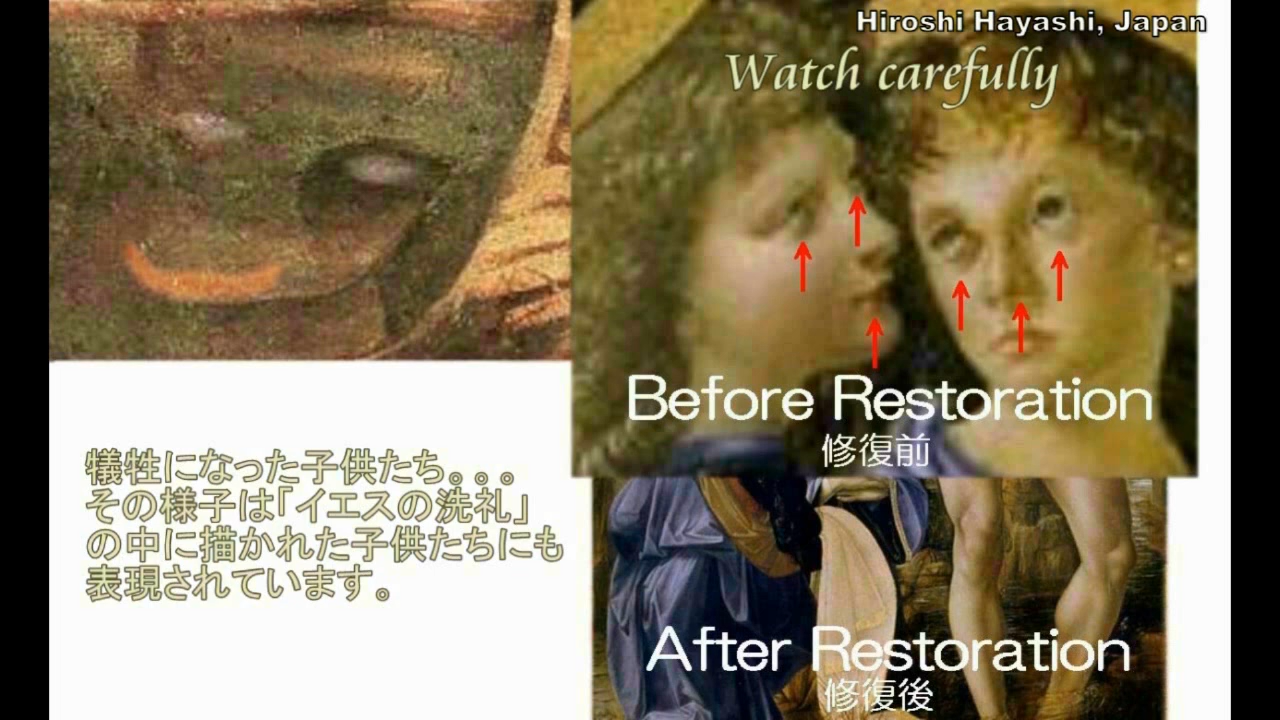 Hiroshi Hayashi, Japan
Watch carefully
Before Restoration
修復前
犠牲になった子供たち。。。
その様子は「イエスの洗礼」
の中に描かれた子供たちにも
表現されています。
After Restoration
修復後